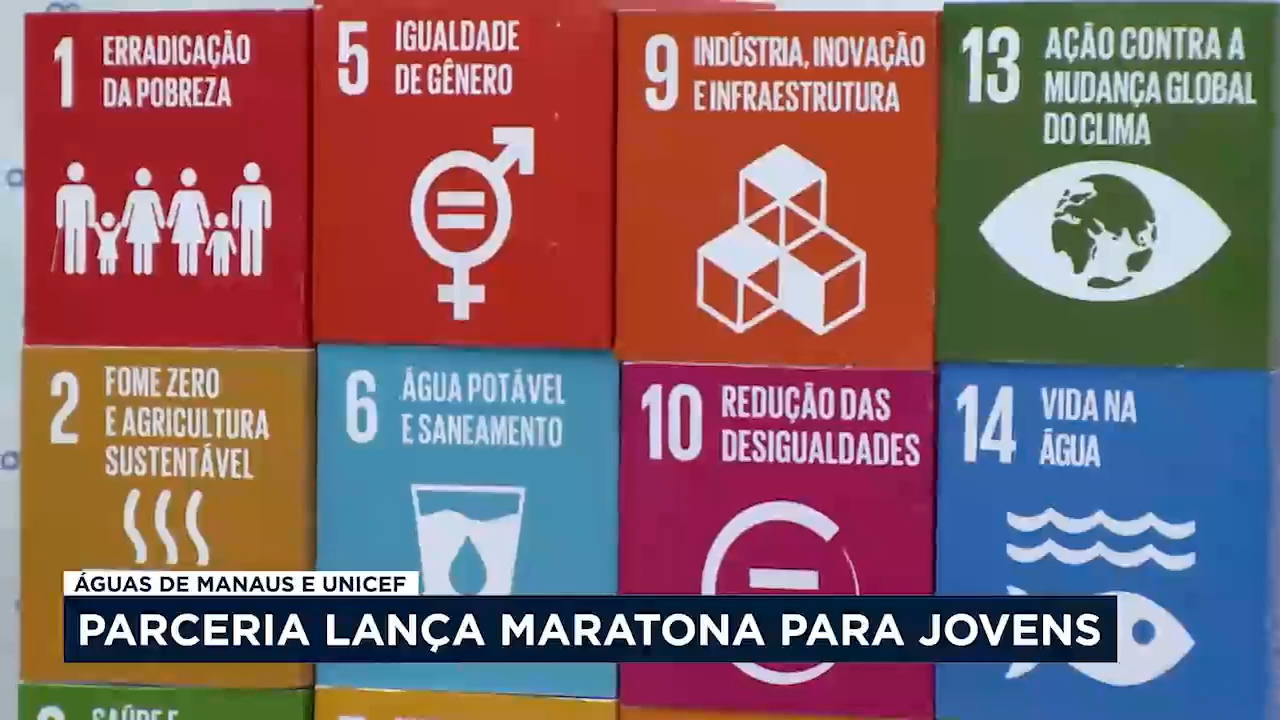 1 ERRADICAÇÃO
DA POBREZA
5 IGUALDADE
DE GÊNERO
9 INDÚSTRIA, INOVAÇÃO
E INFRAESTRUTURA
13 AÇÃO CONTRA A
MUDANÇA GLOBAL
DO CLIMA
2 FOME ZERO
E AGRICULTURA
SUSTENTÁVEL
6 ÁGUA POTÁVEL
E SANEAMENTO
10 REDUÇÃO DAS
DESIGUALDADES
14 VIDA NA
ÁGUA
ÁGUAS DE MANAUS E UNICEF
PARCERIA LANÇA MARATONA PARA JOVENS
SAÚDE E